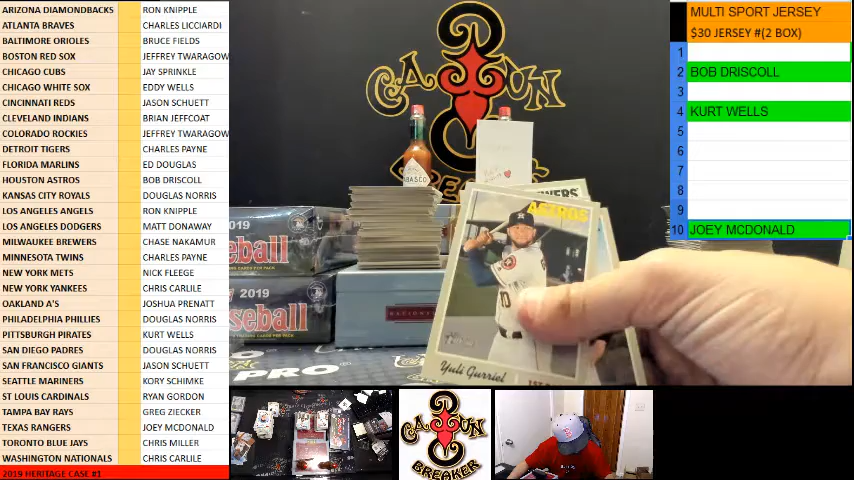 ARIZONA DIAMONDBACKS RON KNIPPLE
ATLANTA BRAVES CHARLES LICCIARDI
BALTIMORE ORIOLES BRUCE FIELDS
BOSTON RED SOX JEFFREY TWARAGOW
CHICAGO CUBS JAY SPRINKLE
CHICAGO WHITE SOX EDDY WELLS
CINCINNATI REDS JASON SCHUETT
CLEVELAND INDIANS BRIAN JEFFCOAT
COLORADO ROCKIES JEFFREY TWARAGOW
DETROIT TIGERS CHARLES PAYNE
FLORIDA MARLINS ED DOUGLAS
HOUSTON ASTROS BOB DRISCOLL
KANSAS CITY ROYALS DOUGLAS NORRIS
LOS ANGELES ANGELS RON KNIPPLE
LOS ANGELES DODGERS MATT DONAWAY
MILWAUKEE BREWERS CHASE NAKAMUR
MINNESOTA TWINS CHARLES PAYNE
NEW YORK METS NICK FLEEGE
NEW YORK YANKEES CHRIS CARLILE
OAKLAND A'S JOSHUA PRENATT
PHILADELPHIA PHILLIES DOUGLAS NORRIS
PITTSBURGH PIRATES KURT WELLS
SAN DIEGO PADRES DOUGLAS NORRIS
SAN FRANCISCO GIANTS JASON SCHUETT
SEATTLE MARINERS KORY SCHIMKE
ST LOUIS CARDINALS RYAN GORDON
TAMPA BAY RAYS GREG ZIECKER
TEXAS RANGERS JOEY MCDONALD
TORONTO BLUE JAYS CHRIS MILLER
WASHINGTON NATIONALS CHRIS CARLILE
2019 HERITAGE CASE #1
MULTI SPORT JERSEY
$30 JERSEY #(2 BOX)
1
2 BOB DRISCOLL
3
4 KURT WELLS
5
6
7
8
9
10 JOEY MCDONALD
CAJUN
BREAKER
ASTROS
Yuli Gurriel
2019
seball
PRO
CAJUN
BREAKER